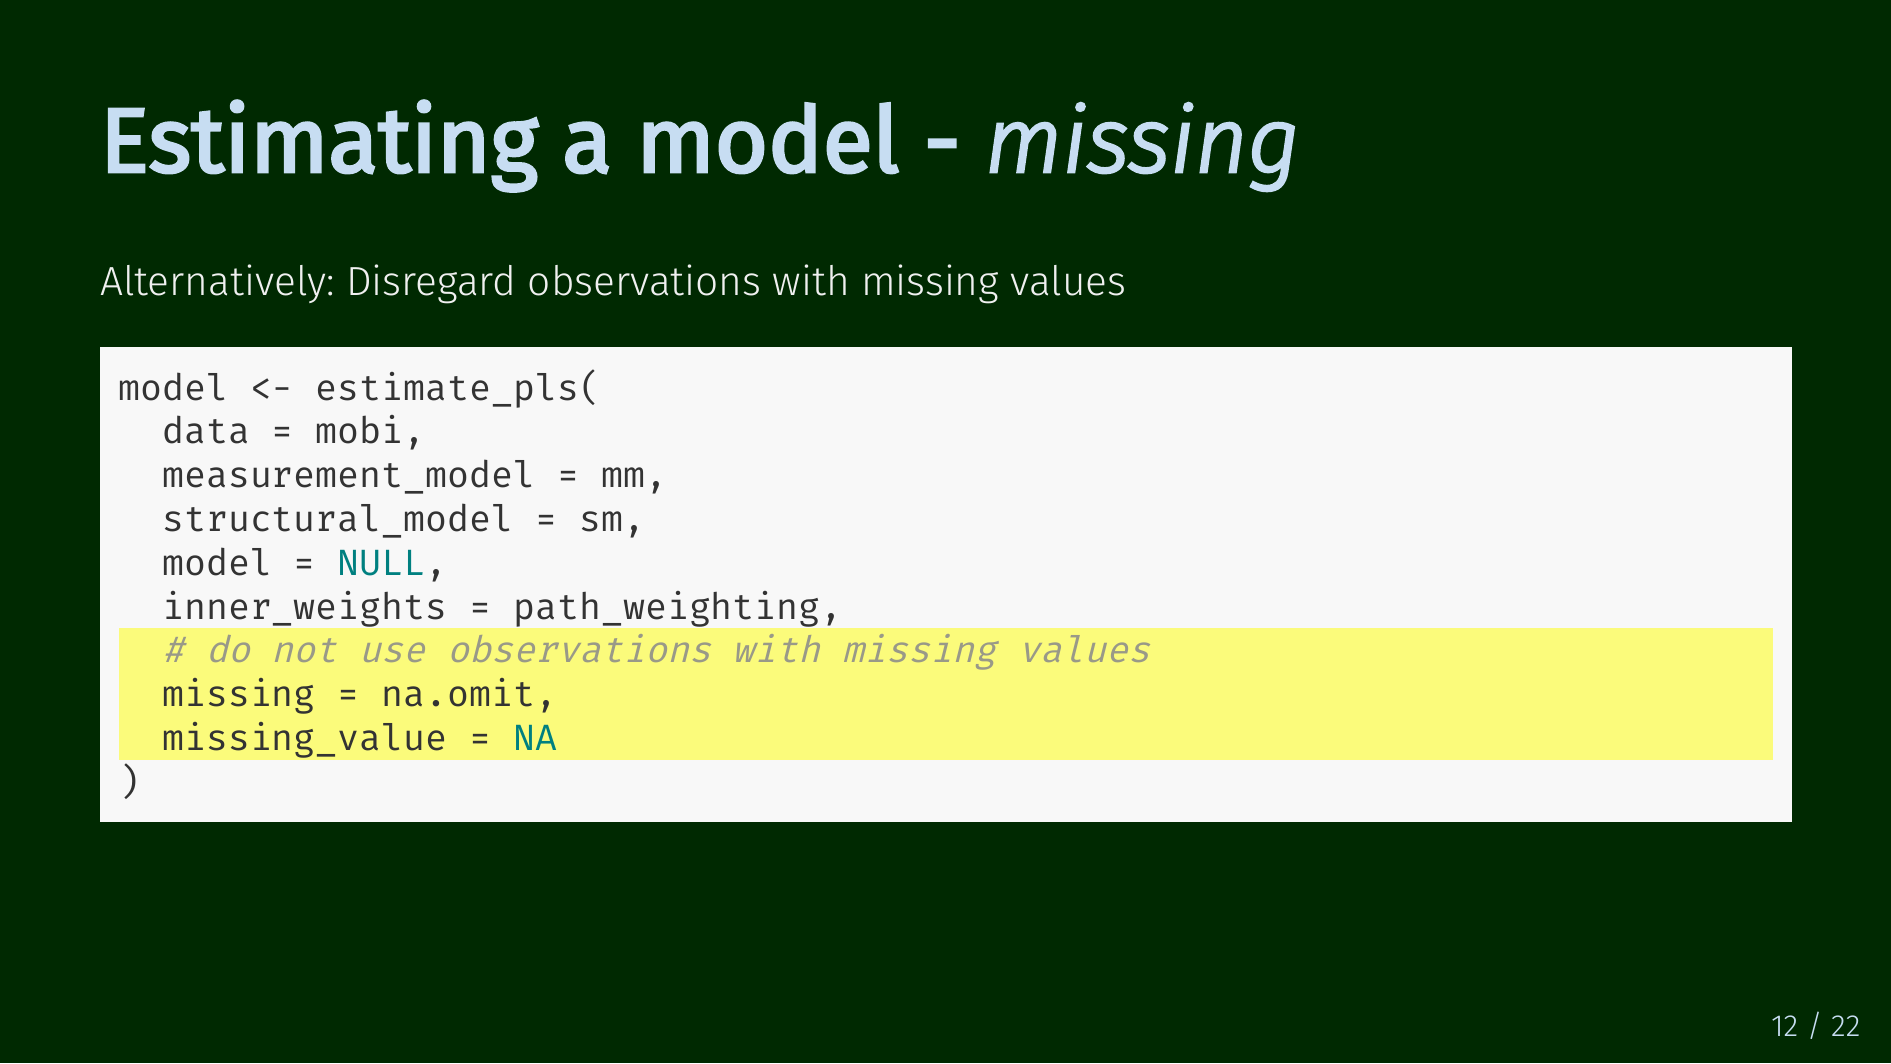 Estimating a model - missing
Alternatively: Disregard observations with missing values
model <- estimate_pls(
  data = mobi,
  measurement_model = mm,
  structural_model = sm,
  model = NULL,
  inner_weights = path_weighting,
  # do not use observations with missing values
  missing = na.omit,
  missing_value = NA
)
12 / 22